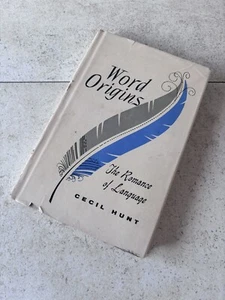 Word
Origins
The Romance
of Language
CECIL HUNT